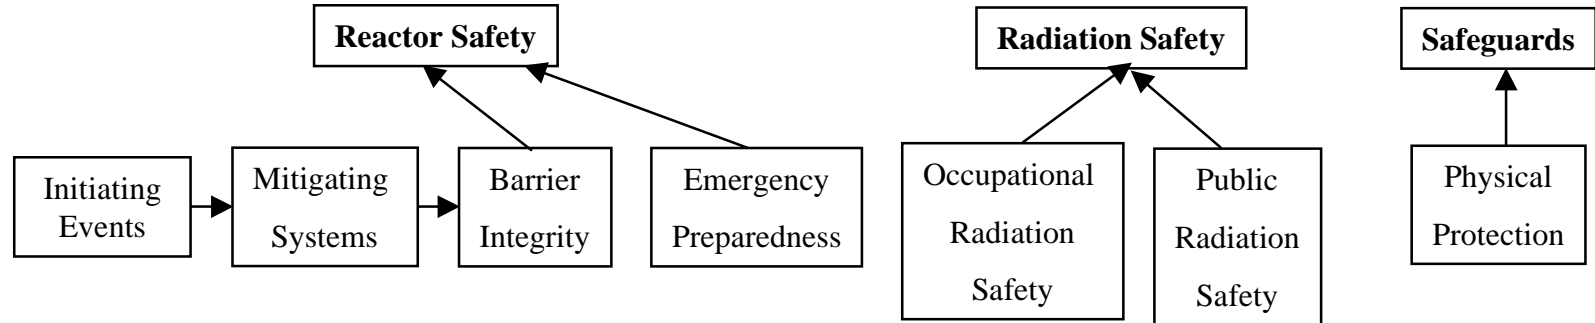 Reactor Safety
Radiation Safety
Safeguards
Initiating
Events
Mitigating
Systems
Barrier
Integrity
Emergency
Preparedness
Occupational
Radiation
Safety
Public
Radiation
Safety
Physical
Protection